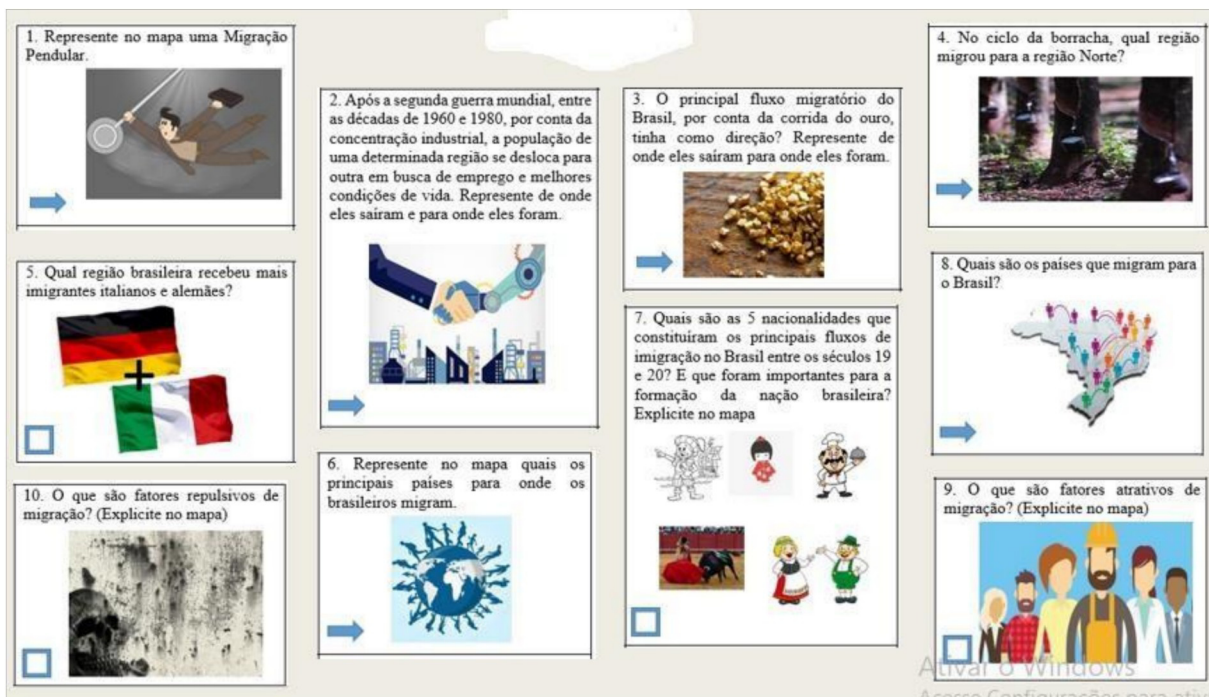 1. Represente no mapa uma Migração
Pendular.
2. Após a segunda guerra mundial, entre
as décadas de 1960 e 1980, por conta da
concentração industrial, a população de
uma determinada região se desloca para
outra em busca de emprego e melhores
condições de vida. Represente de onde
eles saíram e para onde eles foram.
3. O principal fluxo migratório do
Brasil, por conta da corrida do ouro,
tinha como direção? Represente de
onde eles saíram para onde eles foram.
4. No ciclo da borracha, qual região
migrou para a região Norte?
5. Qual região brasileira recebeu mais
imigrantes italianos e alemães?
6. Represente no mapa quais os
principais países para onde os
brasileiros migram.
7. Quais são as 5 nacionalidades que
constituíram os principais fluxos de
imigração no Brasil entre os séculos 19
e 20? E que foram importantes para a
formação da nação brasileira?
Explicite no mapa
8. Quais são os países que migram para
o Brasil?
9. O que são fatores atrativos de
migração? (Explicite no mapa)
10. O que são fatores repulsivos de
migração? (Explicite no mapa)
Ativar o Windows
Acesse Configurações para ativ